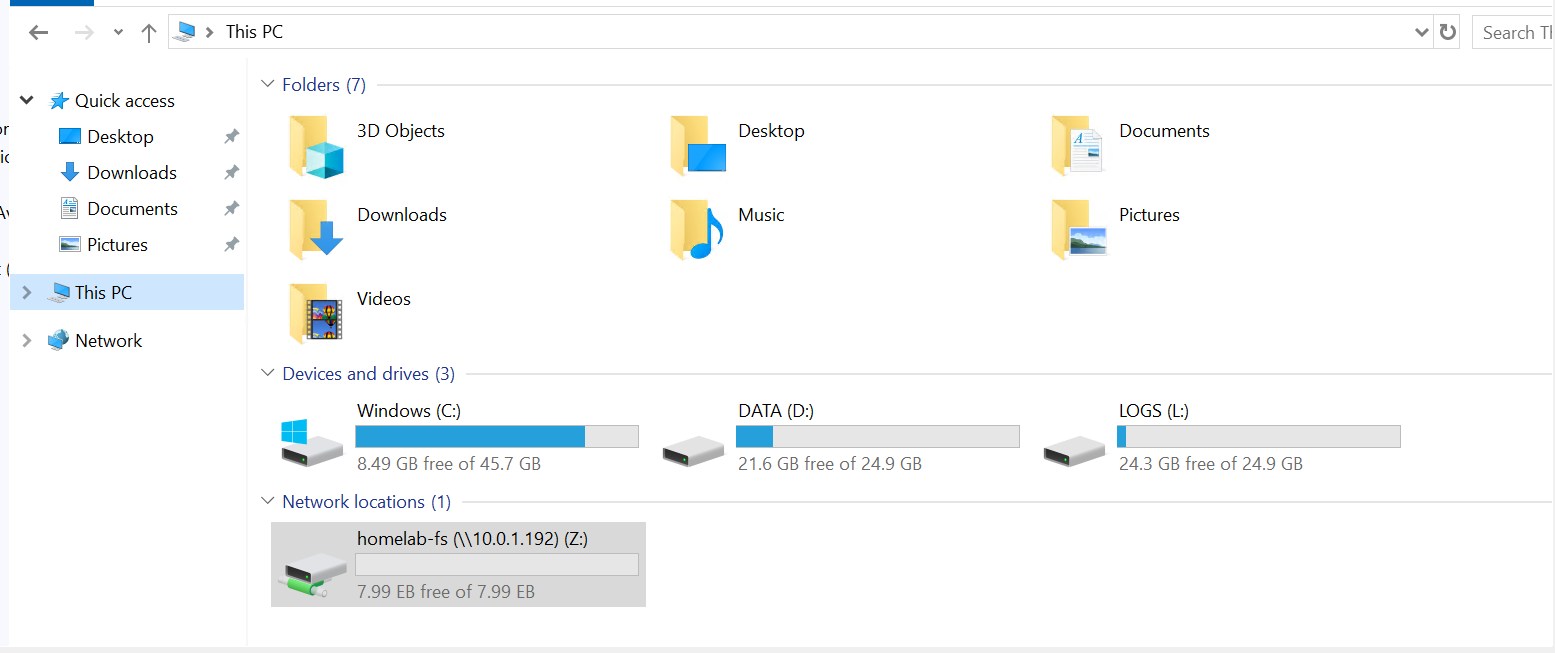 This PC
Search Th
Quick access
Desktop
Downloads
Documents
Pictures
This PC
Network
Folders (7)
3D Objects
Desktop
Documents
Downloads
Music
Pictures
Videos
Devices and drives (3)
Windows (C:)
8.49 GB free of 45.7 GB
DATA (D:)
21.6 GB free of 24.9 GB
LOGS (L:)
24.3 GB free of 24.9 GB
Network locations (1)
homelab-fs (\\10.0.1.192) (Z:)
7.99 EB free of 7.99 EB